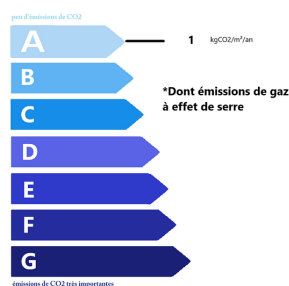 peu d'émissions de CO2
A
1 kgCO2/m²/an
B
*Dont émissions de gaz
à effet de serre
C
D
E
F
G
émissions de CO2 très importantes